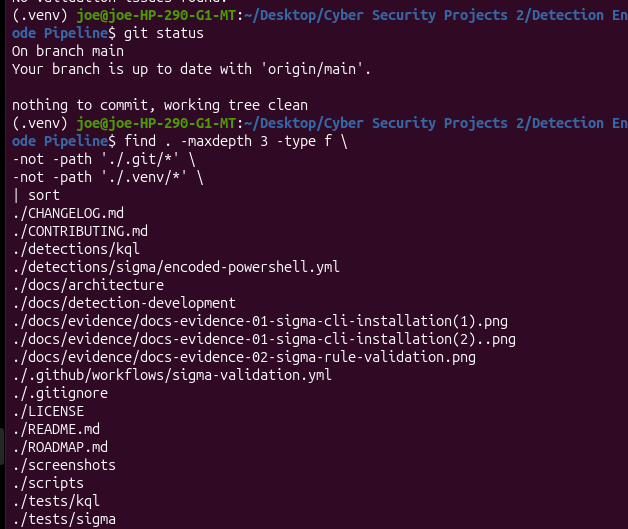 No validation issues found.
(.venv) joe@joe-HP-290-G1-MT:~/Desktop/Cyber Security Projects 2/Detection En
ode Pipeline$ git status
On branch main
Your branch is up to date with 'origin/main'.
nothing to commit, working tree clean
(.venv) joe@joe-HP-290-G1-MT:~/Desktop/Cyber Security Projects 2/Detection En
ode Pipeline$ find . -maxdepth 3 -type f \
-not -path './.git/*' \
-not -path './.venv/*' \
| sort
./CHANGELOG.md
./CONTRIBUTING.md
./detections/kql
./detections/sigma/encoded-powershell.yml
./docs/architecture
./docs/detection-development
./docs/evidence/docs-evidence-01-sigma-cli-installation(1).png
./docs/evidence/docs-evidence-01-sigma-cli-installation(2)..png
./docs/evidence/docs-evidence-02-sigma-rule-validation.png
./.github/workflows/sigma-validation.yml
./.gitignore
./LICENSE
./README.md
./ROADMAP.md
./screenshots
./scripts
./tests/kql
./tests/sigma